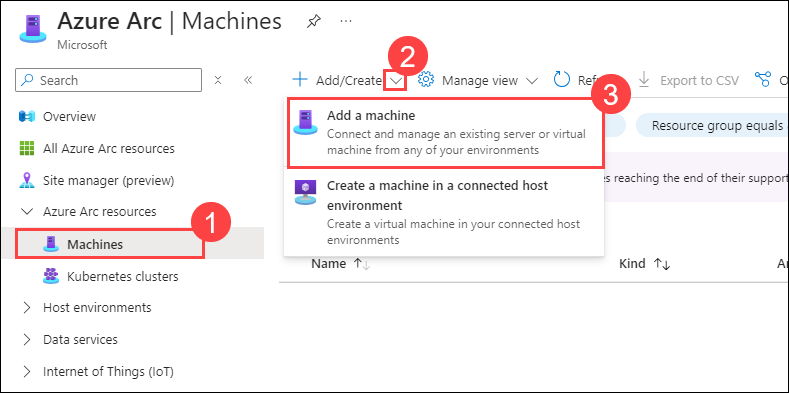 Azure Arc | Machines
Microsoft
Search
Overview
All Azure Arc resources
Site manager (preview)
Azure Arc resources
1
Machines
Kubernetes clusters
Host environments
Data services
Internet of Things (IoT)
2
Add/Create
Manage view
Export to CSV
3
Add a machine
Connect and manage an existing server or virtual
machine from any of your environments
Create a machine in a connected host
environment
Create a virtual machine in your connected host
environments
Resource group equals
reaching the end of their support
Name
Kind